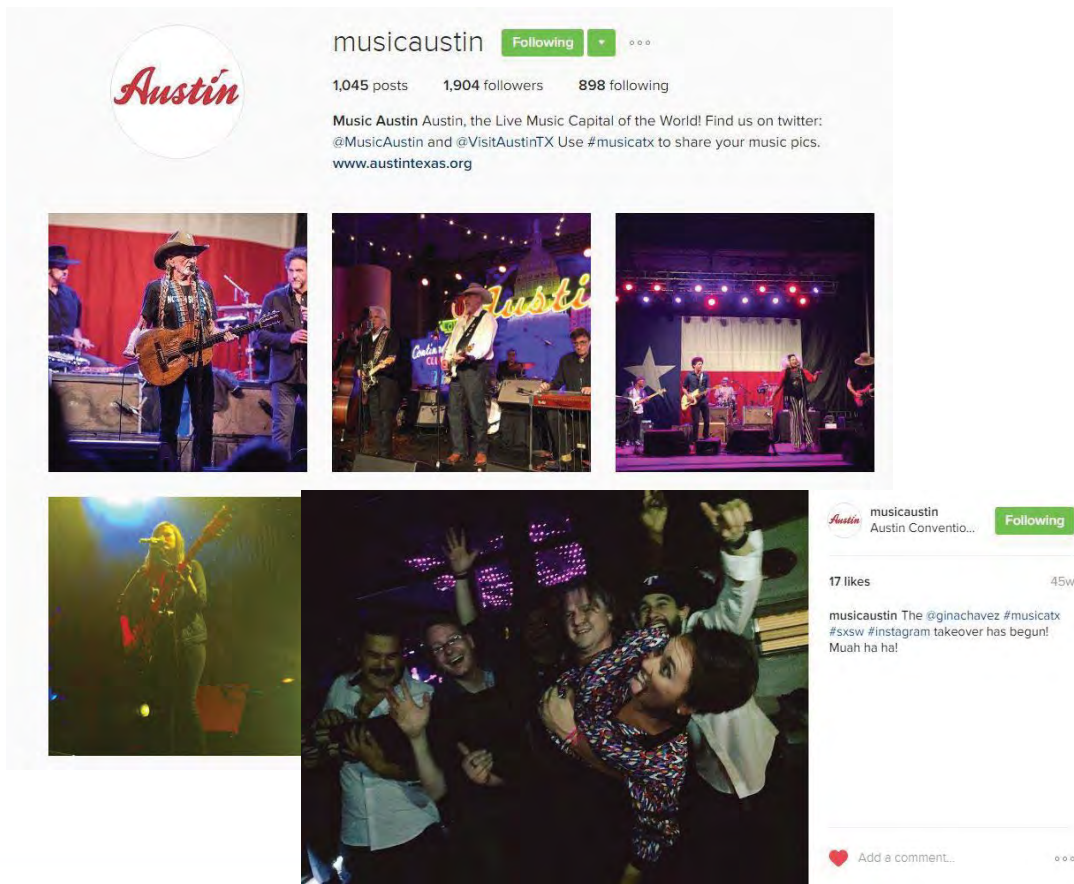 Austin
musicaustin Following
1,045 posts 1,904 followers 898 following
Music Austin Austin, the Live Music Capital of the World! Find us on twitter:
@MusicAustin and @VisitAustinTX Use #musicatx to share your music pics.
www.austintexas.org
Austi
CLUB
Austin
musicaustin
Austin Conventio...
Following
17 likes 45w
musicaustin The @ginachavez #musicatx
#sxsw #instagram takeover has begun!
Muah ha ha!
Add a comment...